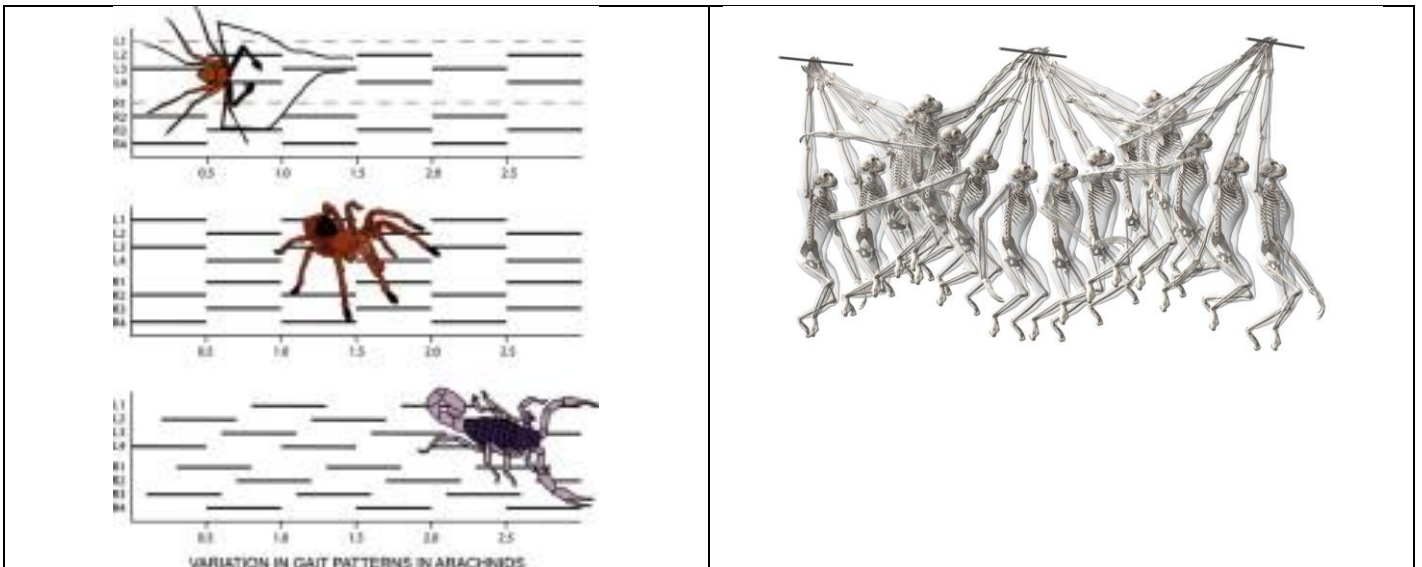 L1
L2
L3
L4
R1
R2
R3
R4
0.5 1.0 1.5 2.0 2.5
L1
L2
L3
L4
R1
R2
R3
R4
0.5 1.0 1.5 2.0 2.5
L1
L2
L3
L4
R1
R2
R3
R4
0.5 1.0 1.5 2.0 2.5
VARIATION IN GAIT PATTERNS IN ARACHNIDS